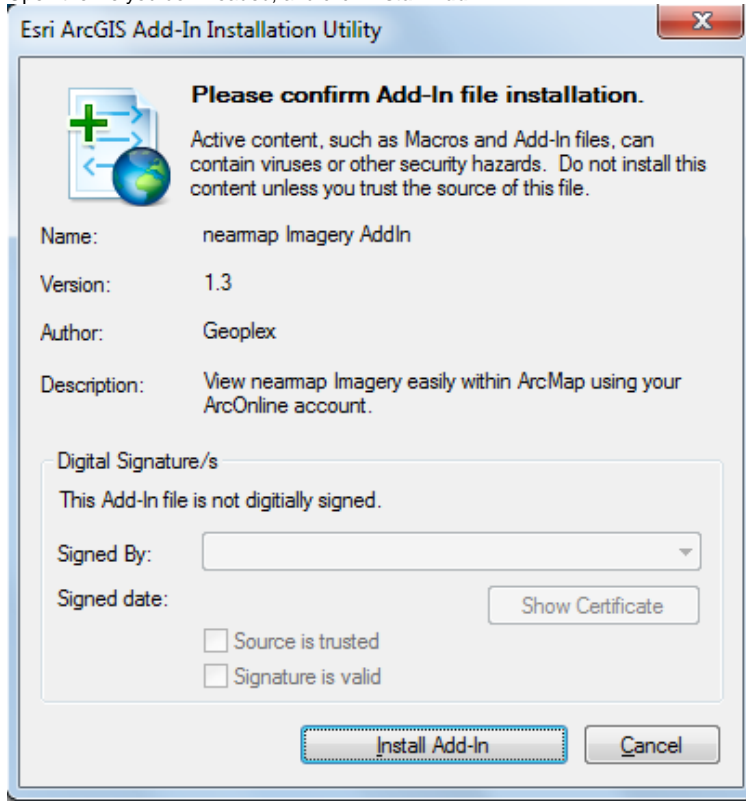 Esri ArcGIS Add-In Installation Utility
Please confirm Add-In file installation.
Active content, such as Macros and Add-In files, can
contain viruses or other security hazards. Do not install this
content unless you trust the source of this file.
Name: nearmap Imagery AddIn
Version: 1.3
Author: Geoplex
Description: View nearmap Imagery easily within ArcMap using your
ArcOnline account.
Digital Signature/s
This Add-In file is not digitially signed.
Signed By:
Signed date:
Show Certificate
Source is trusted
Signature is valid
Install Add-In Cancel